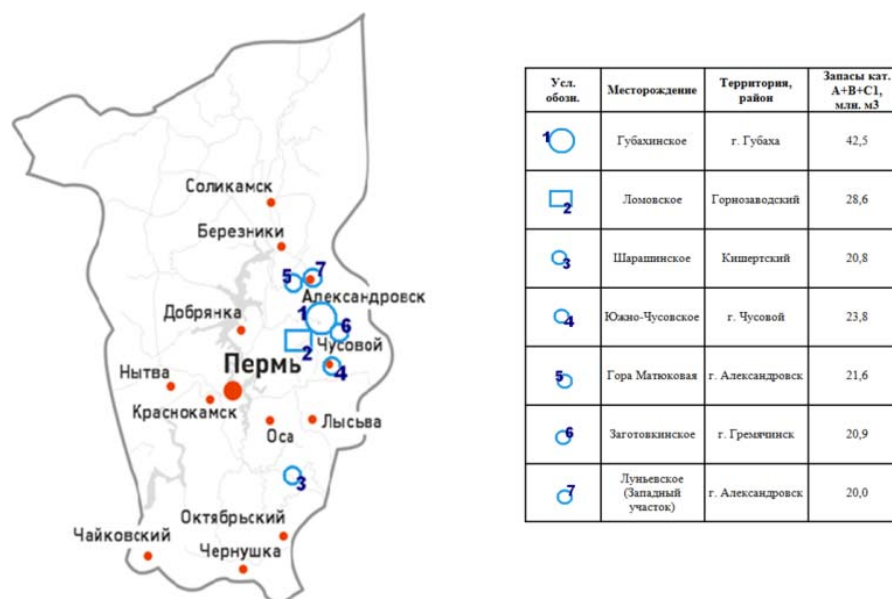 Соликамск
Березники
5
7
Александровск
1
Добрянка
6
2
Чусовой
Пермь
4
Нытва
Краснокамск
Оса
Лысьва
3
Октябрьский
Чайковский
Чернушка
Усл. обозн. Месторождение Территория, район Запасы кат. А+В+С1, млн. м3
1 Губахинское г. Губаха 42,5
2 Ломовское Горнозаводский 28,6
3 Шарашинское Кишертский 20,8
4 Южно-Чусовское г. Чусовой 23,8
5 Гора Матюковая г. Александровск 21,6
6 Заготовкинское г. Гремячинск 20,9
7 Луньевское (Западный участок) г. Александровск 20,0